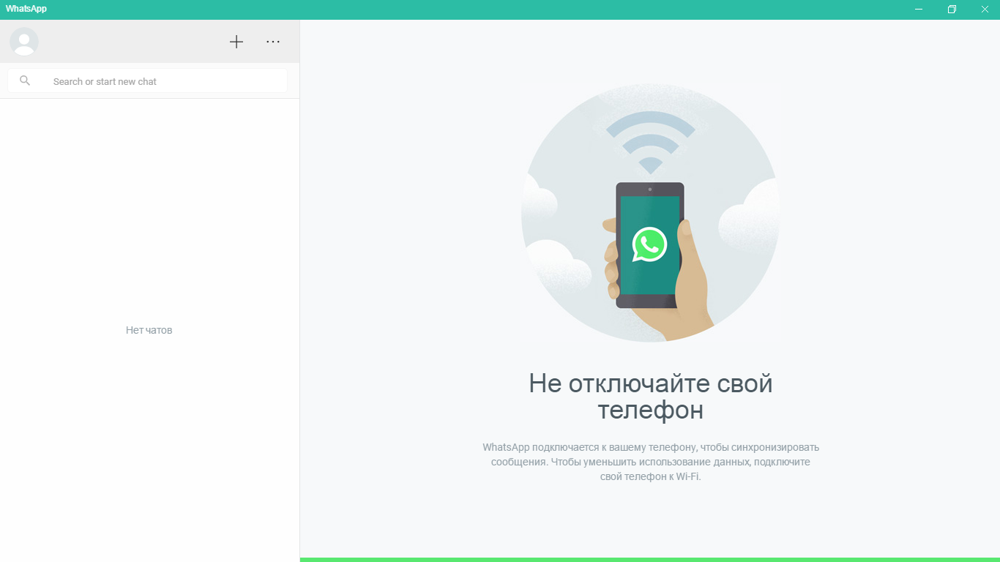 WhatsApp
Search or start new chat
Нет чатов
Не отключайте свой
телефон
WhatsApp подключается к вашему телефону, чтобы синхронизировать
сообщения. Чтобы уменьшить использование данных, подключите
свой телефон к Wi-Fi.